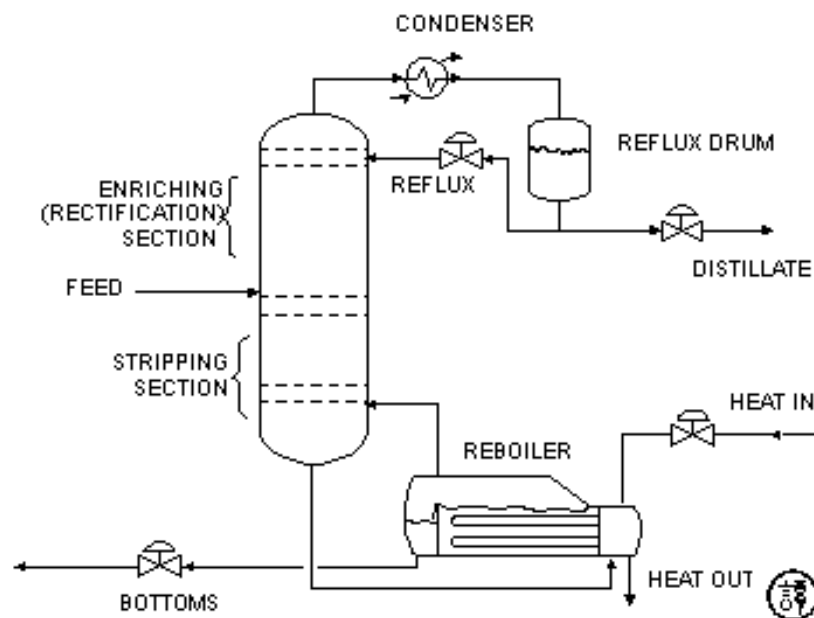 CONDENSER
REFLUX DRUM
REFLUX
ENRICHING
(RECTIFICATION)
SECTION
DISTILLATE
FEED
STRIPPING
SECTION
HEAT IN
REBOILER
HEAT OUT
BOTTOMS